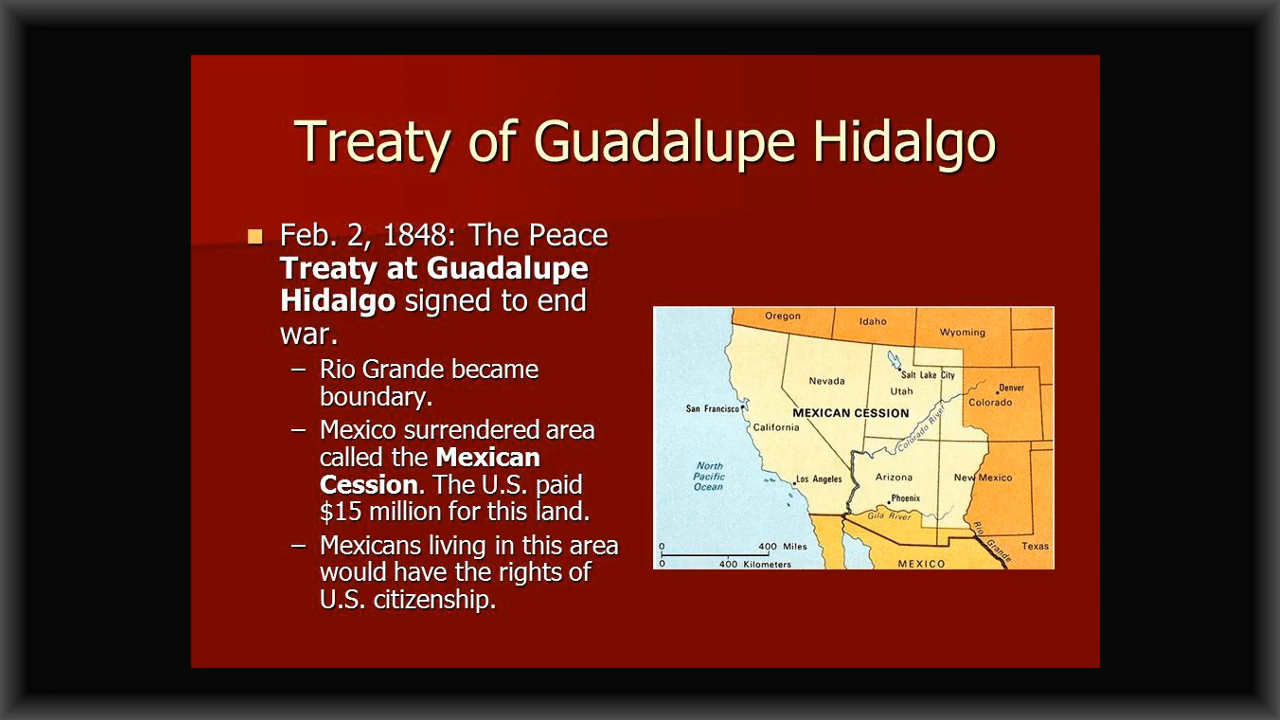 Treaty of Guadalupe Hidalgo
■ Feb. 2, 1848: The Peace
Treaty at Guadalupe
Hidalgo signed to end
war.
– Rio Grande became
boundary.
– Mexico surrendered area
called the Mexican
Cession. The U.S. paid
$15 million for this land.
– Mexicans living in this area
would have the rights of
U.S. citizenship.
Oregon
Idaho
Wyoming
Salt Lake City
Nevada
Utah
Denver
Colorado
San Francisco
MEXICAN CESSION
California
Colorado River
North
Pacific
Ocean
Los Angeles
Arizona
New Mexico
Phoenix
Gila River
Rio Grande
Texas
0 400 Miles
0 400 Kilometers
MEXICO